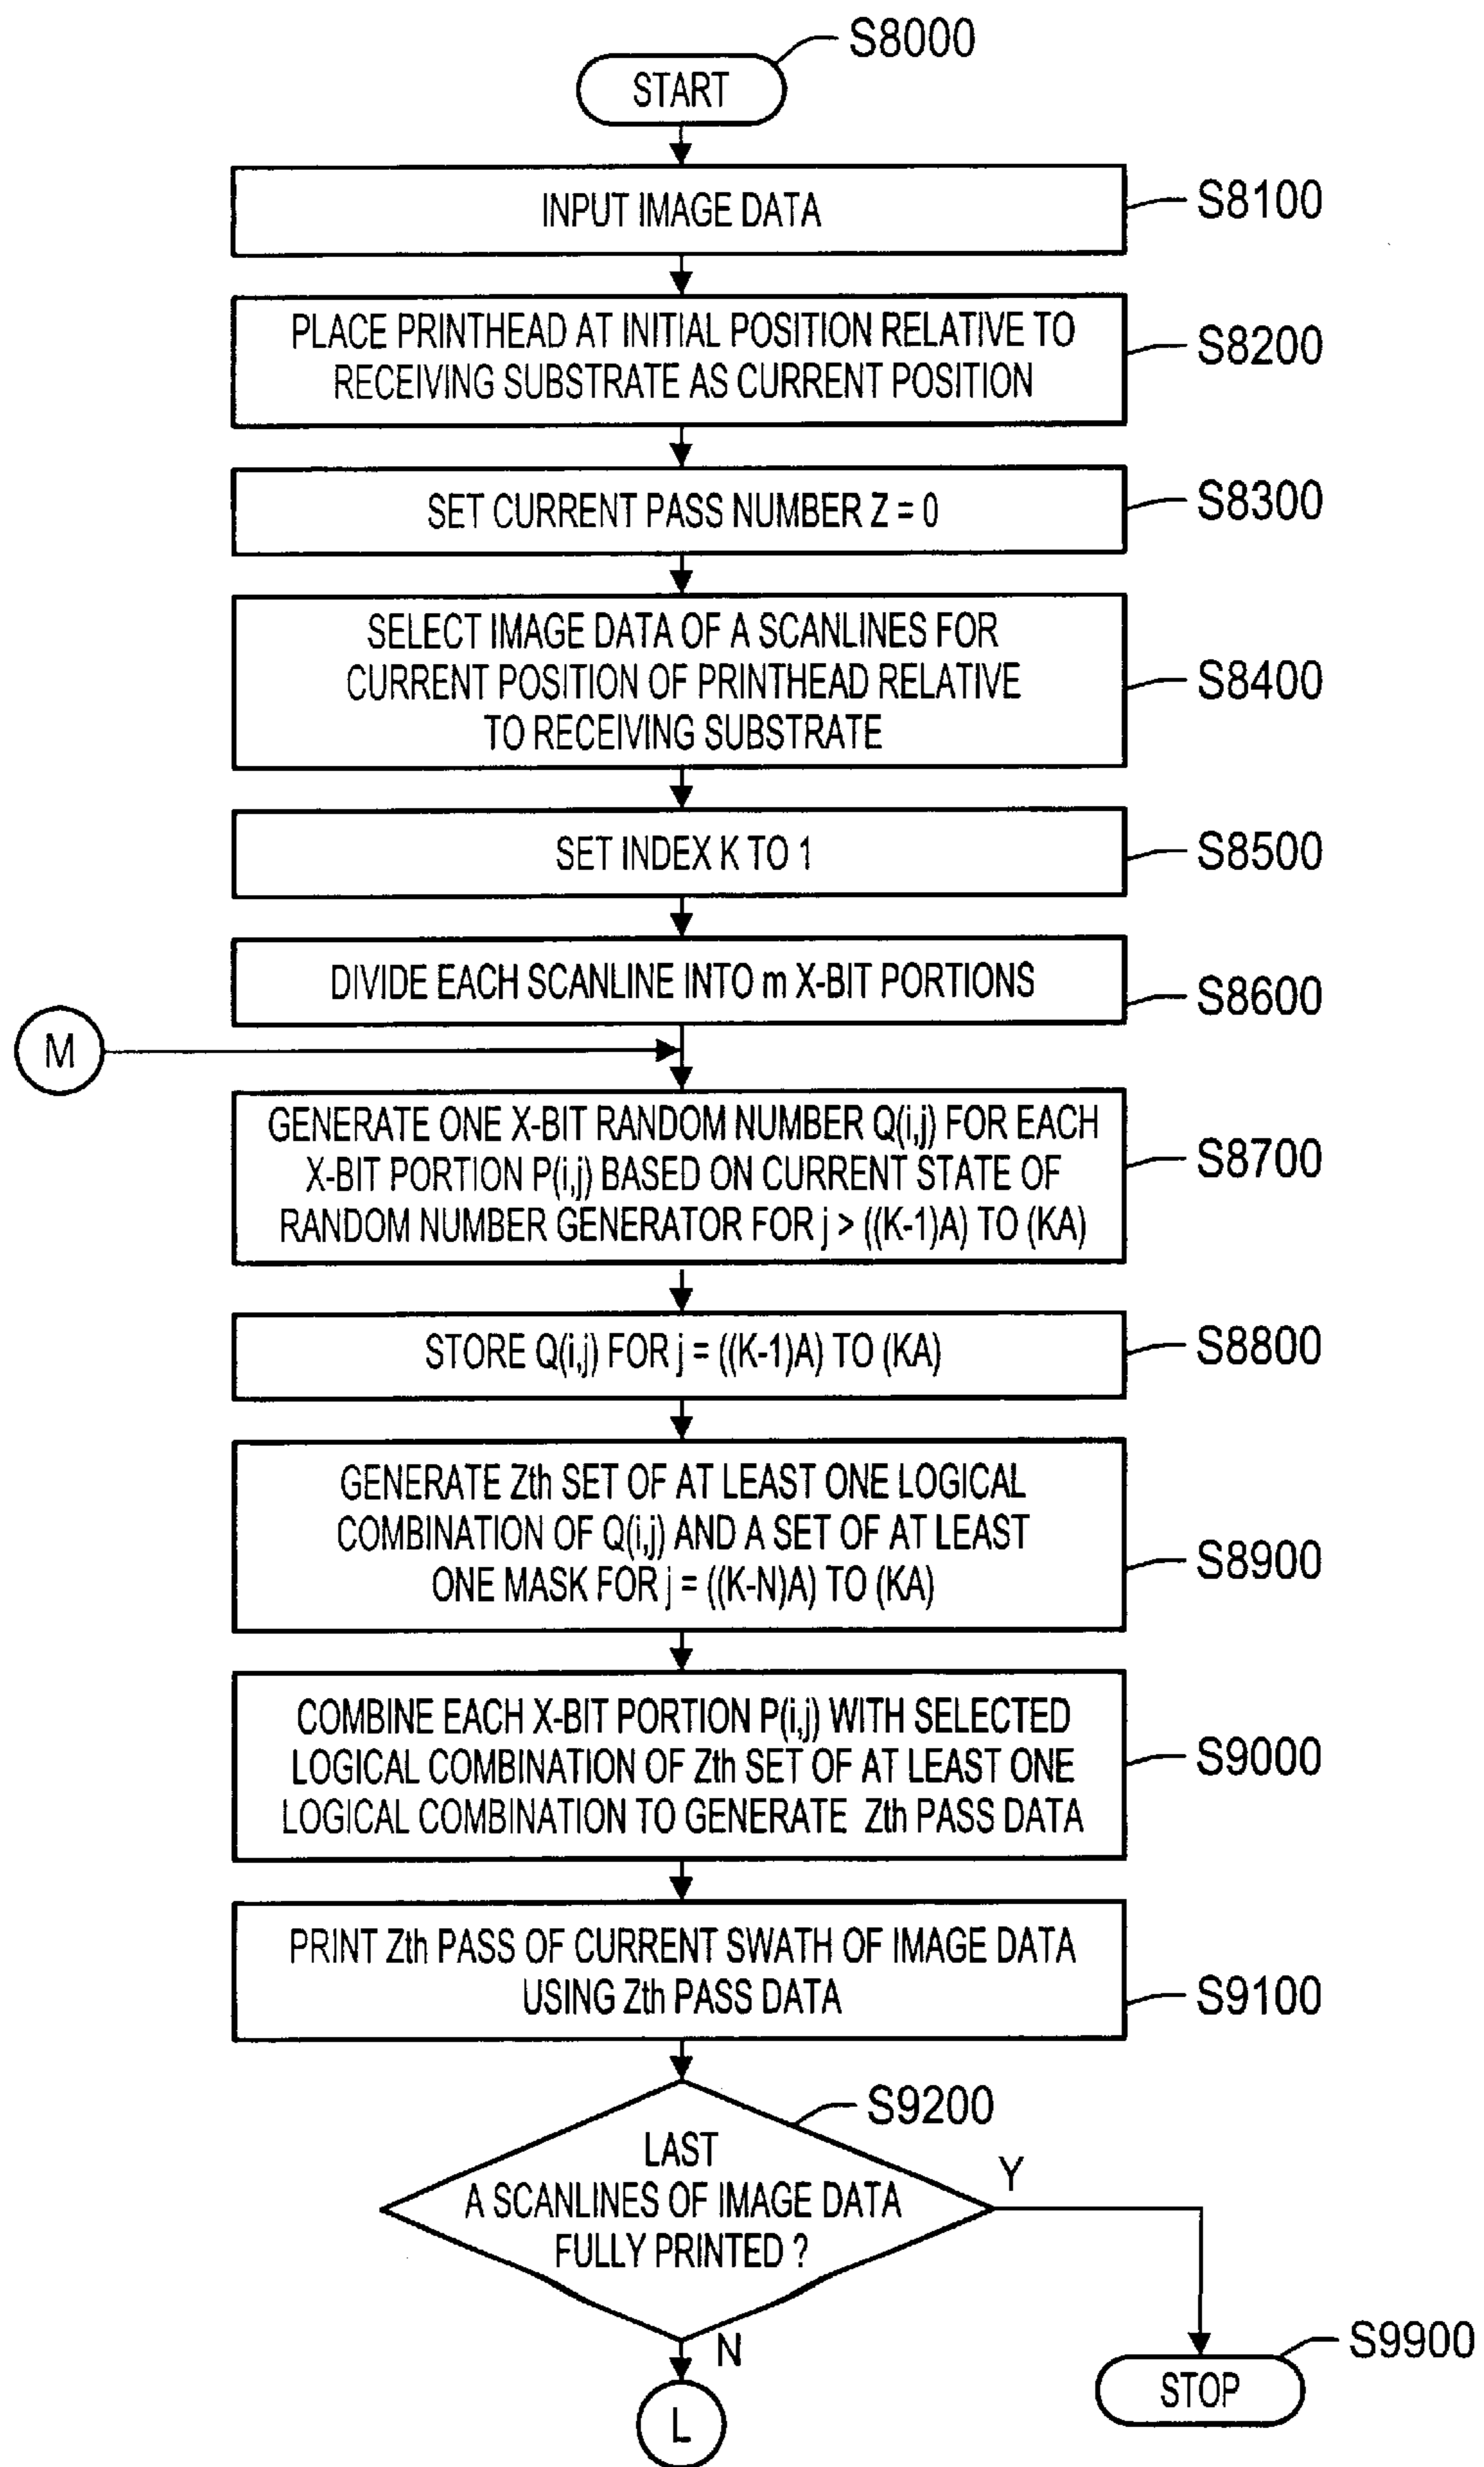 S8000
START
INPUT IMAGE DATA
S8100
PLACE PRINTHEAD AT INITIAL POSITION RELATIVE TO
RECEIVING SUBSTRATE AS CURRENT POSITION
S8200
SET CURRENT PASS NUMBER Z = 0
S8300
SELECT IMAGE DATA OF A SCANLINES FOR
CURRENT POSITION OF PRINTHEAD RELATIVE
TO RECEIVING SUBSTRATE
S8400
SET INDEX K TO 1
S8500
DIVIDE EACH SCANLINE INTO m X-BIT PORTIONS
S8600
M
GENERATE ONE X-BIT RANDOM NUMBER Q(i,j) FOR EACH
X-BIT PORTION P(i,j) BASED ON CURRENT STATE OF
RANDOM NUMBER GENERATOR FOR j > ((K-1)A) TO (KA)
S8700
STORE Q(i,j) FOR j = ((K-1)A) TO (KA)
S8800
GENERATE Zth SET OF AT LEAST ONE LOGICAL
COMBINATION OF Q(i,j) AND A SET OF AT LEAST
ONE MASK FOR j = ((K-N)A) TO (KA)
S8900
COMBINE EACH X-BIT PORTION P(i,j) WITH SELECTED
LOGICAL COMBINATION OF Zth SET OF AT LEAST ONE
LOGICAL COMBINATION TO GENERATE Zth PASS DATA
S9000
PRINT Zth PASS OF CURRENT SWATH OF IMAGE DATA
USING Zth PASS DATA
S9100
S9200
LAST
A SCANLINES OF IMAGE DATA
FULLY PRINTED ?
Y
N
S9900
STOP
L